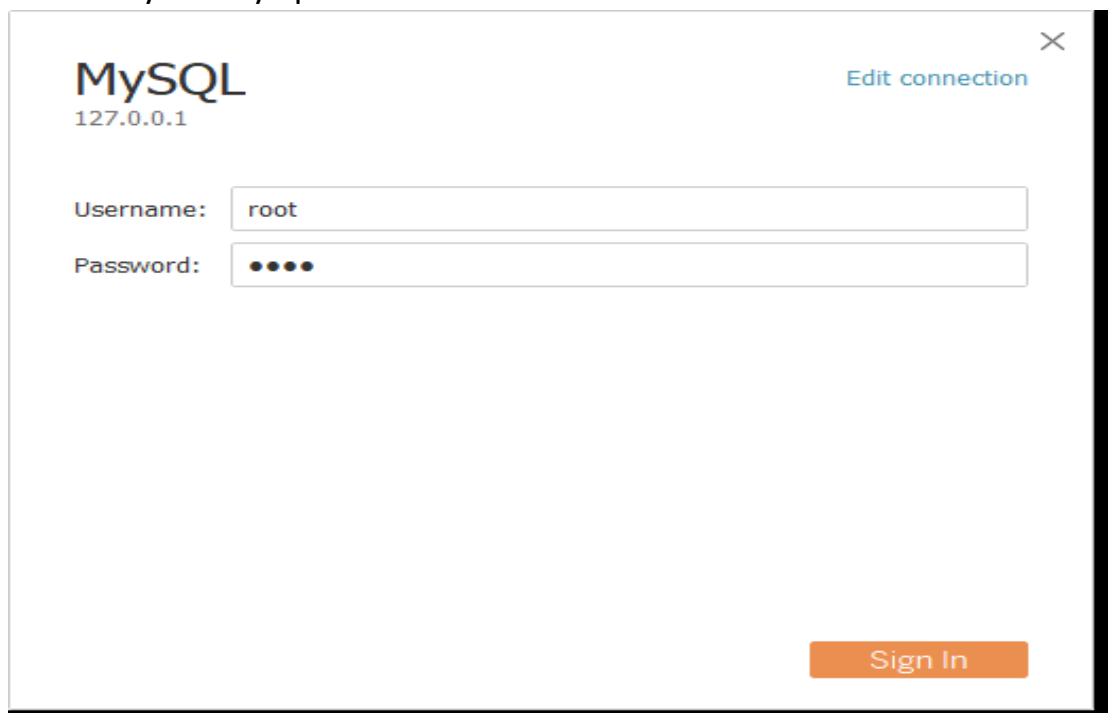 MySQL
Edit connection
127.0.0.1
Username: root
Password: ••••
Sign In